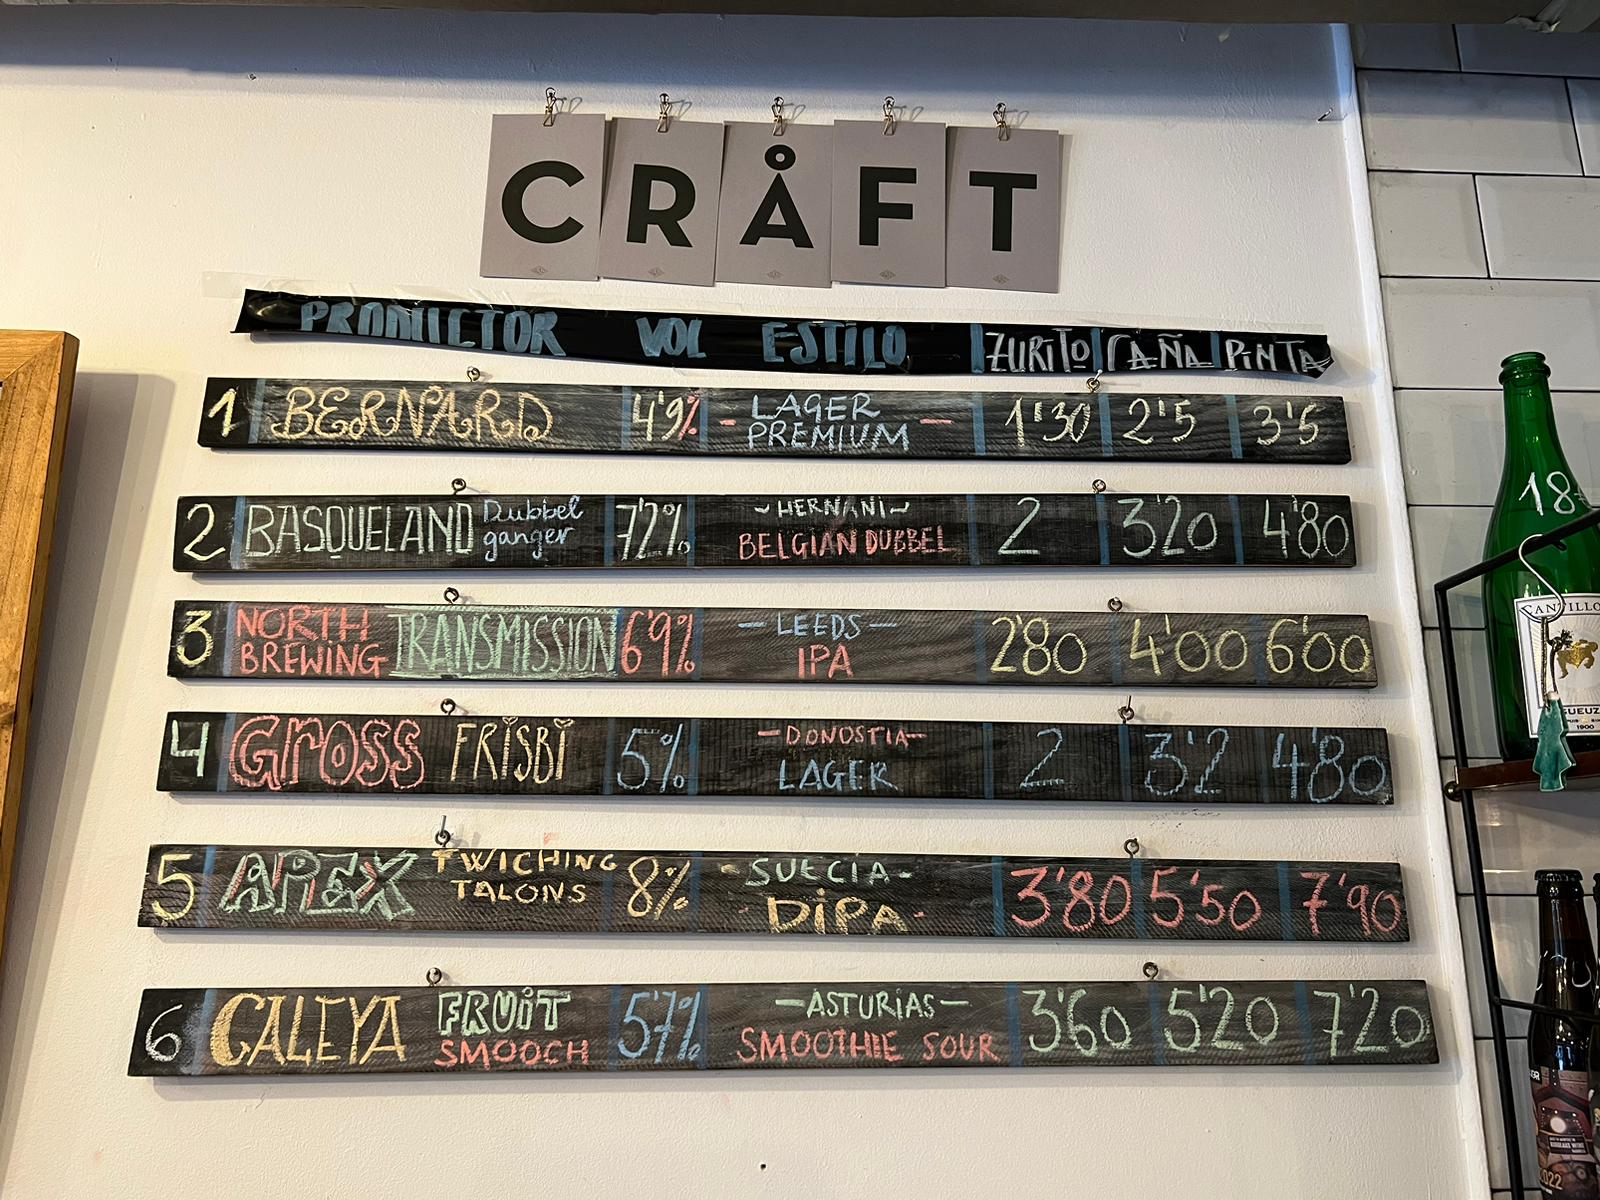 CRÅFT
PRODUCTOR VOL ESTILO ZURITO CAÑA PINTA
1 BERNARD 4'9% - LAGER PREMIUM - 1'30 2'5 3'5
2 BASQUELAND Dubbel ganger 7'2% ~HERNANI~ BELGIAN DUBBEL 2 3'20 4'80
3 NORTH BREWING TRANSMISSION 6'9% -LEEDS- IPA 2'80 4'00 6'00
4 GROSS FRISBI 5% -DONOSTIA- LAGER 2 3'2 4'80
5 APEX TWICHING TALONS 8% -SUECIA- -DIPA- 3'80 5'50 7'90
6 CALEYA FRUIT SMOOCH 5'7% -ASTURIAS- SMOOTHIE SOUR 3'60 5'20 7'20
18
CANTILLO
GUEUZ
1900
2022